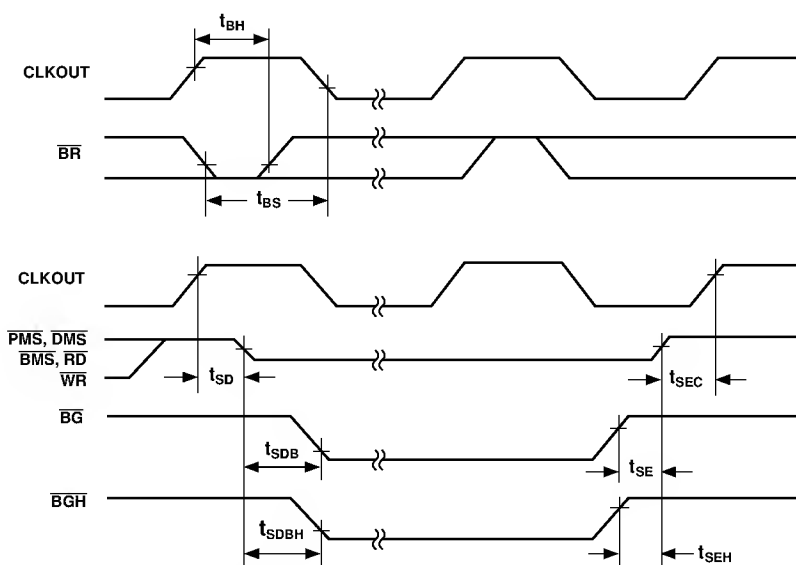 tBH
CLKOUT
BR
tBS
CLKOUT
PMS, DMS
BMS, RD
WR
tSD
tSEC
BG
tSDB
tSE
BGH
tSDBH
tSEH